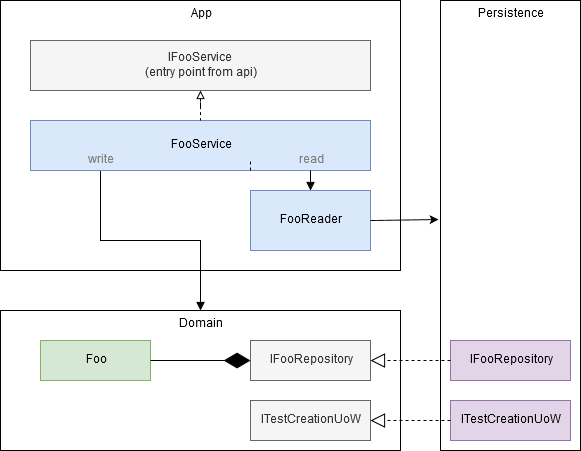 App
IFooService
(entry point from api)
FooService
write
read
FooReader
Persistence
Domain
Foo
IFooRepository
ITestCreationUoW
IFooRepository
ITestCreationUoW